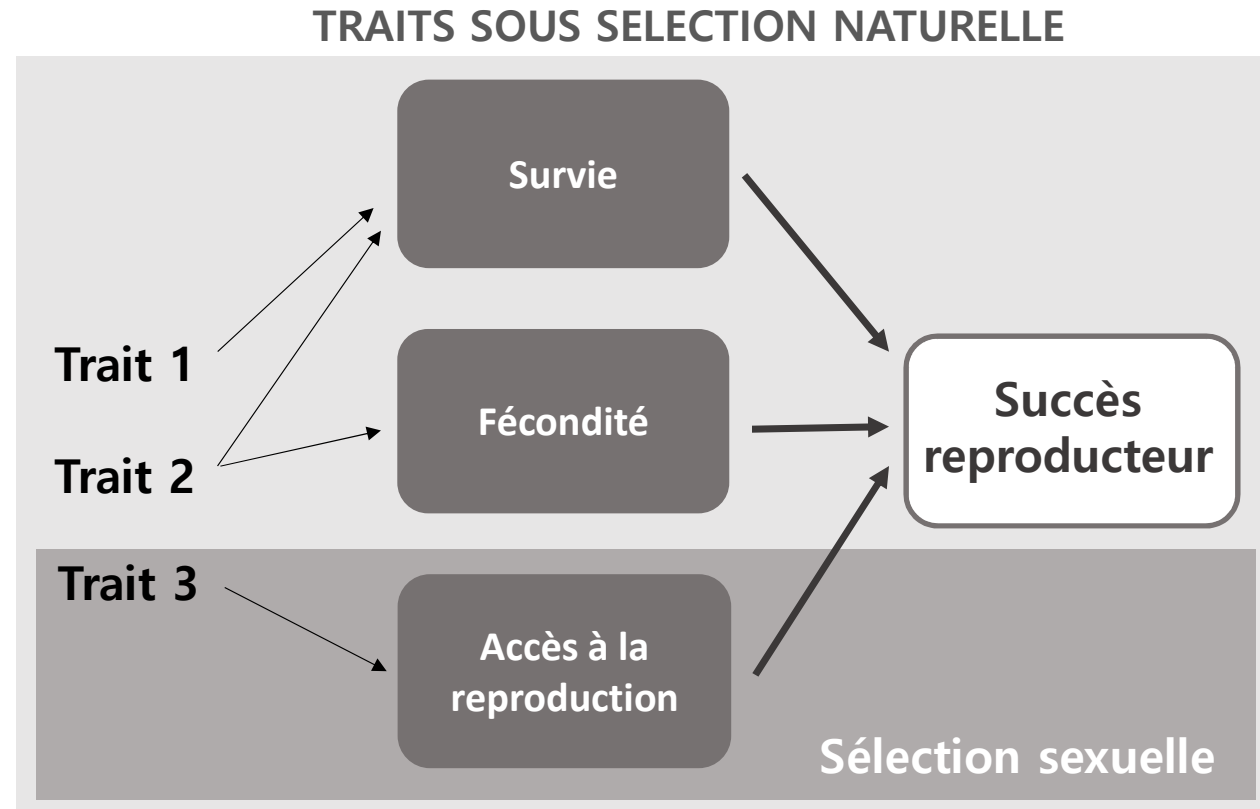 TRAITS SOUS SELECTION NATURELLE
Survie
Trait 1
Fécondité
Succès
reproducteur
Trait 2
Trait 3
Accès à la
reproduction
Sélection sexuelle